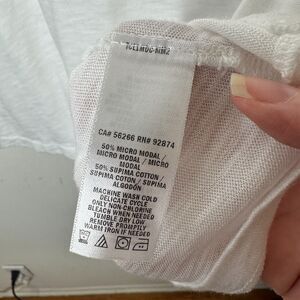 CA# 56266 RN# 92874
50% MICRO MODAL/
MICRO MODAL / MICRO
MODAL
50% SUPIMA COTTON /
SUPIMA COTON / SUPIMA
ALGODÓN
MACHINE WASH COLD
DELICATE CYCLE
ONLY NON-CHLORINE
BLEACH WHEN NEEDED
TUMBLE DRY LOW
REMOVE PROMPTLY
WARM IRON IF NEEDED